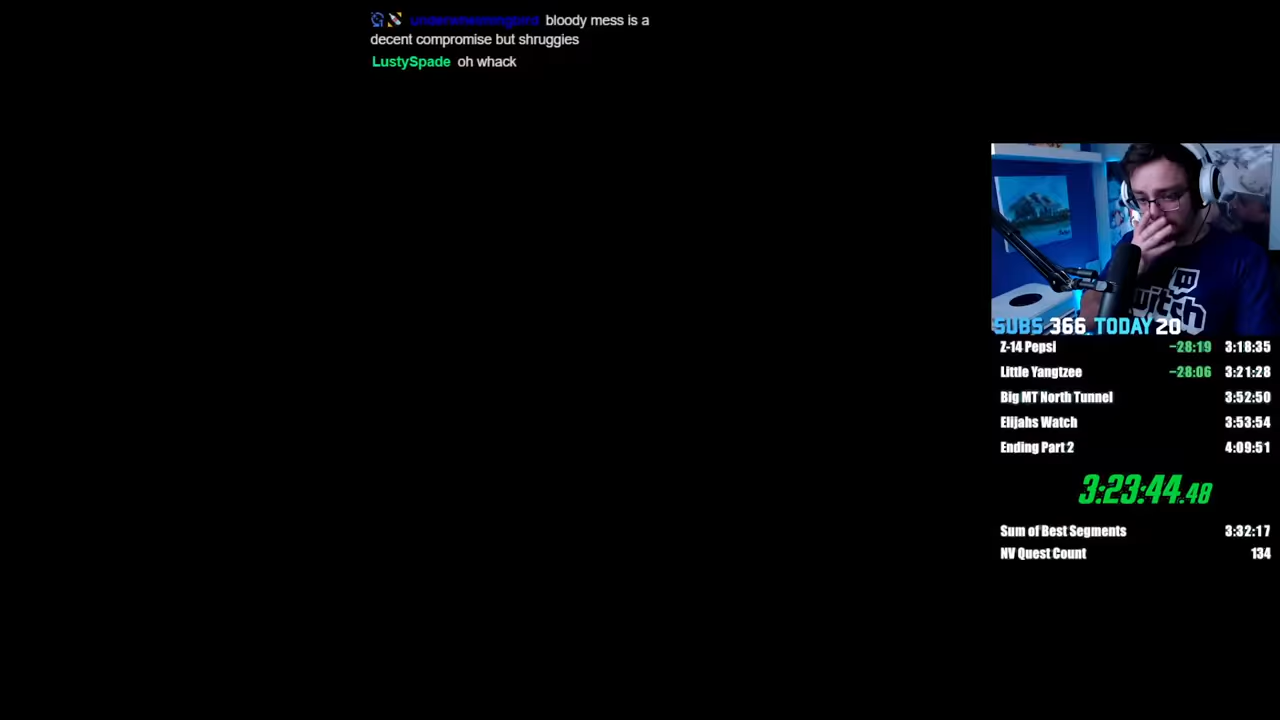 underwhelmingbird: bloody mess is a
decent compromise but shruggies
LustySpade oh whack
twitch
SUBS 366 TODAY 20
Z-14 Pepsi -28:19 3:18:35
Little Yangtzee -28:06 3:21:28
Big MT North Tunnel 3:52:50
Elijahs Watch 3:53:54
Ending Part 2 4:09:51
3:23:44.48
Sum of Best Segments 3:32:17
NV Quest Count 134